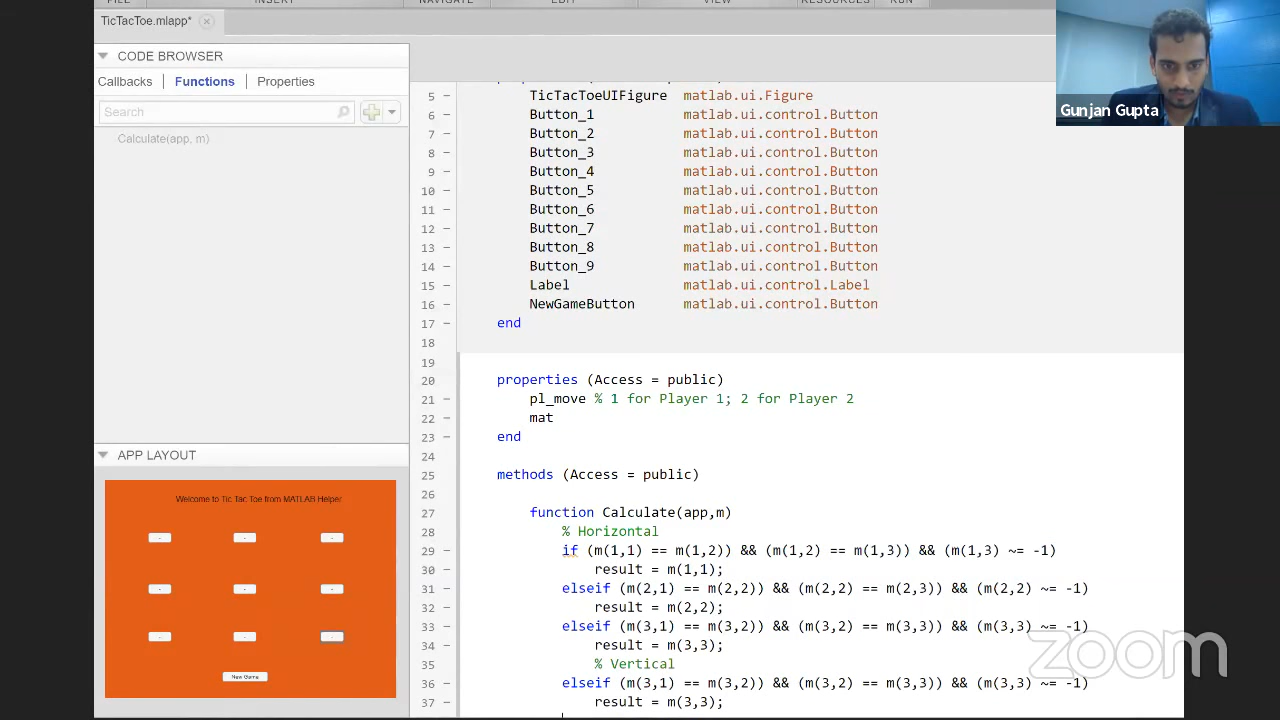 FILE INSERT NAVIGATE EDIT VIEW RESOURCES RUN
TicTacToe.mlapp*
CODE BROWSER
Callbacks Functions Properties
Search
Calculate(app, m)
APP LAYOUT
Welcome to Tic Tac Toe from MATLAB Helper
- - -
- - -
- - -
New Game
5 - TicTacToeUIFigure matlab.ui.Figure
6 - Button_1 matlab.ui.control.Button
7 - Button_2 matlab.ui.control.Button
8 - Button_3 matlab.ui.control.Button
9 - Button_4 matlab.ui.control.Button
10 - Button_5 matlab.ui.control.Button
11 - Button_6 matlab.ui.control.Button
12 - Button_7 matlab.ui.control.Button
13 - Button_8 matlab.ui.control.Button
14 - Button_9 matlab.ui.control.Button
15 - Label matlab.ui.control.Label
16 - NewGameButton matlab.ui.control.Button
17 - end
18
19
20 properties (Access = public)
21 - pl_move % 1 for Player 1; 2 for Player 2
22 - mat
23 - end
24
25 methods (Access = public)
26
27 function Calculate(app,m)
28 % Horizontal
29 - if (m(1,1) == m(1,2)) && (m(1,2) == m(1,3)) && (m(1,3) ~= -1)
30 - result = m(1,1);
31 - elseif (m(2,1) == m(2,2)) && (m(2,2) == m(2,3)) && (m(2,2) ~= -1)
32 - result = m(2,2);
33 - elseif (m(3,1) == m(3,2)) && (m(3,2) == m(3,3)) && (m(3,3) ~= -1)
34 - result = m(3,3);
35 % Vertical
36 - elseif (m(3,1) == m(3,2)) && (m(3,2) == m(3,3)) && (m(3,3) ~= -1)
37 - result = m(3,3);
Gunjan Gupta
zoom